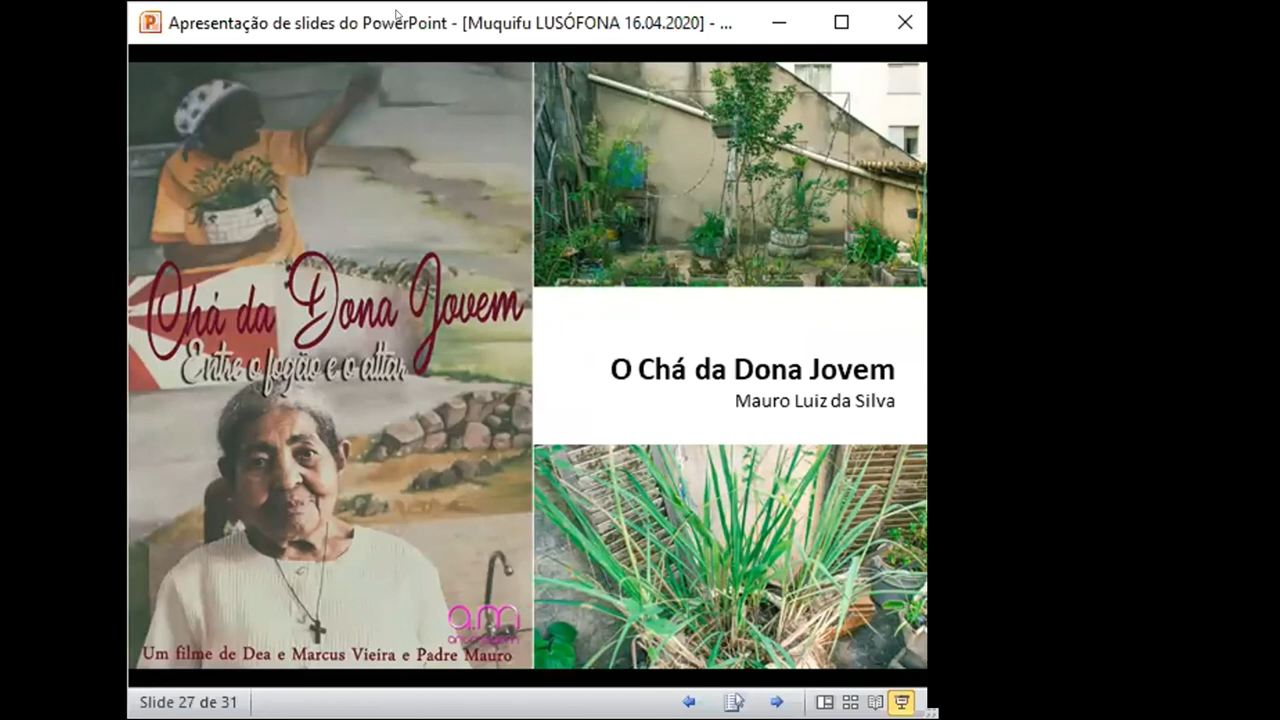 Apresentação de slides do PowerPoint - [Muquifu LUSÓFONA 16.04.2020] - ...
Chá da Dona Jovem
Entre o fogão e o altar
a.m
Um filme de Dea e Marcus Vieira e Padre Mauro
O Chá da Dona Jovem
Mauro Luiz da Silva
Slide 27 de 31